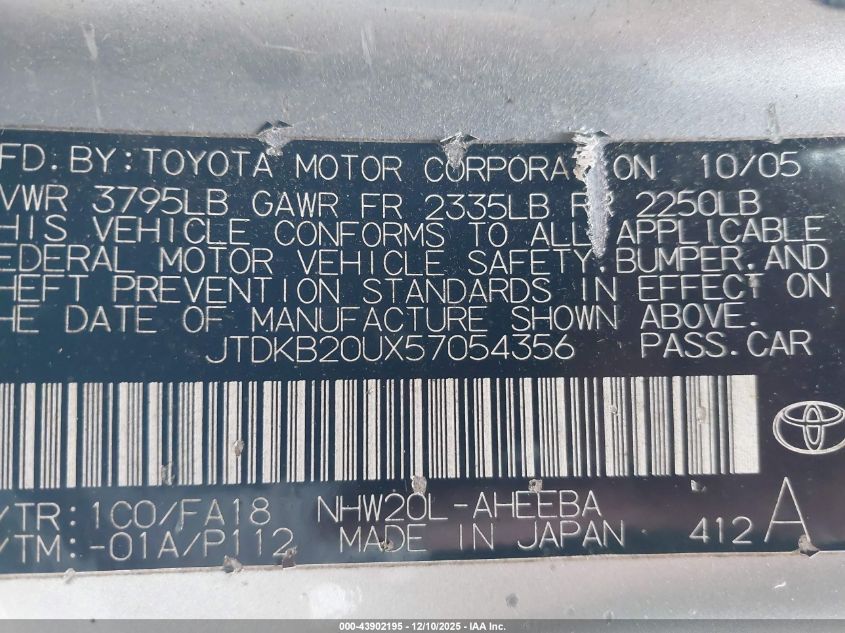 FD. BY: TOYOTA MOTOR CORPORA ON 10/05
VWR 3795LB GAWR FR 2335LB RR 2250LB
HIS VEHICLE CONFORMS TO ALL APPLICABLE
EDERAL MOTOR VEHICLE SAFETY, BUMPER, AND
HEFT PREVENTION STANDARDS IN EFFECT ON
HE DATE OF MANUFACTURE SHOWN ABOVE.
JTDKB20UX57054356 PASS. CAR
/TR: 1C0/FA18 NHW20L-AHEEBA
/TM: -01A/P112 MADE IN JAPAN 412A
000-43902195 - 12/10/2025 - IAA Inc.